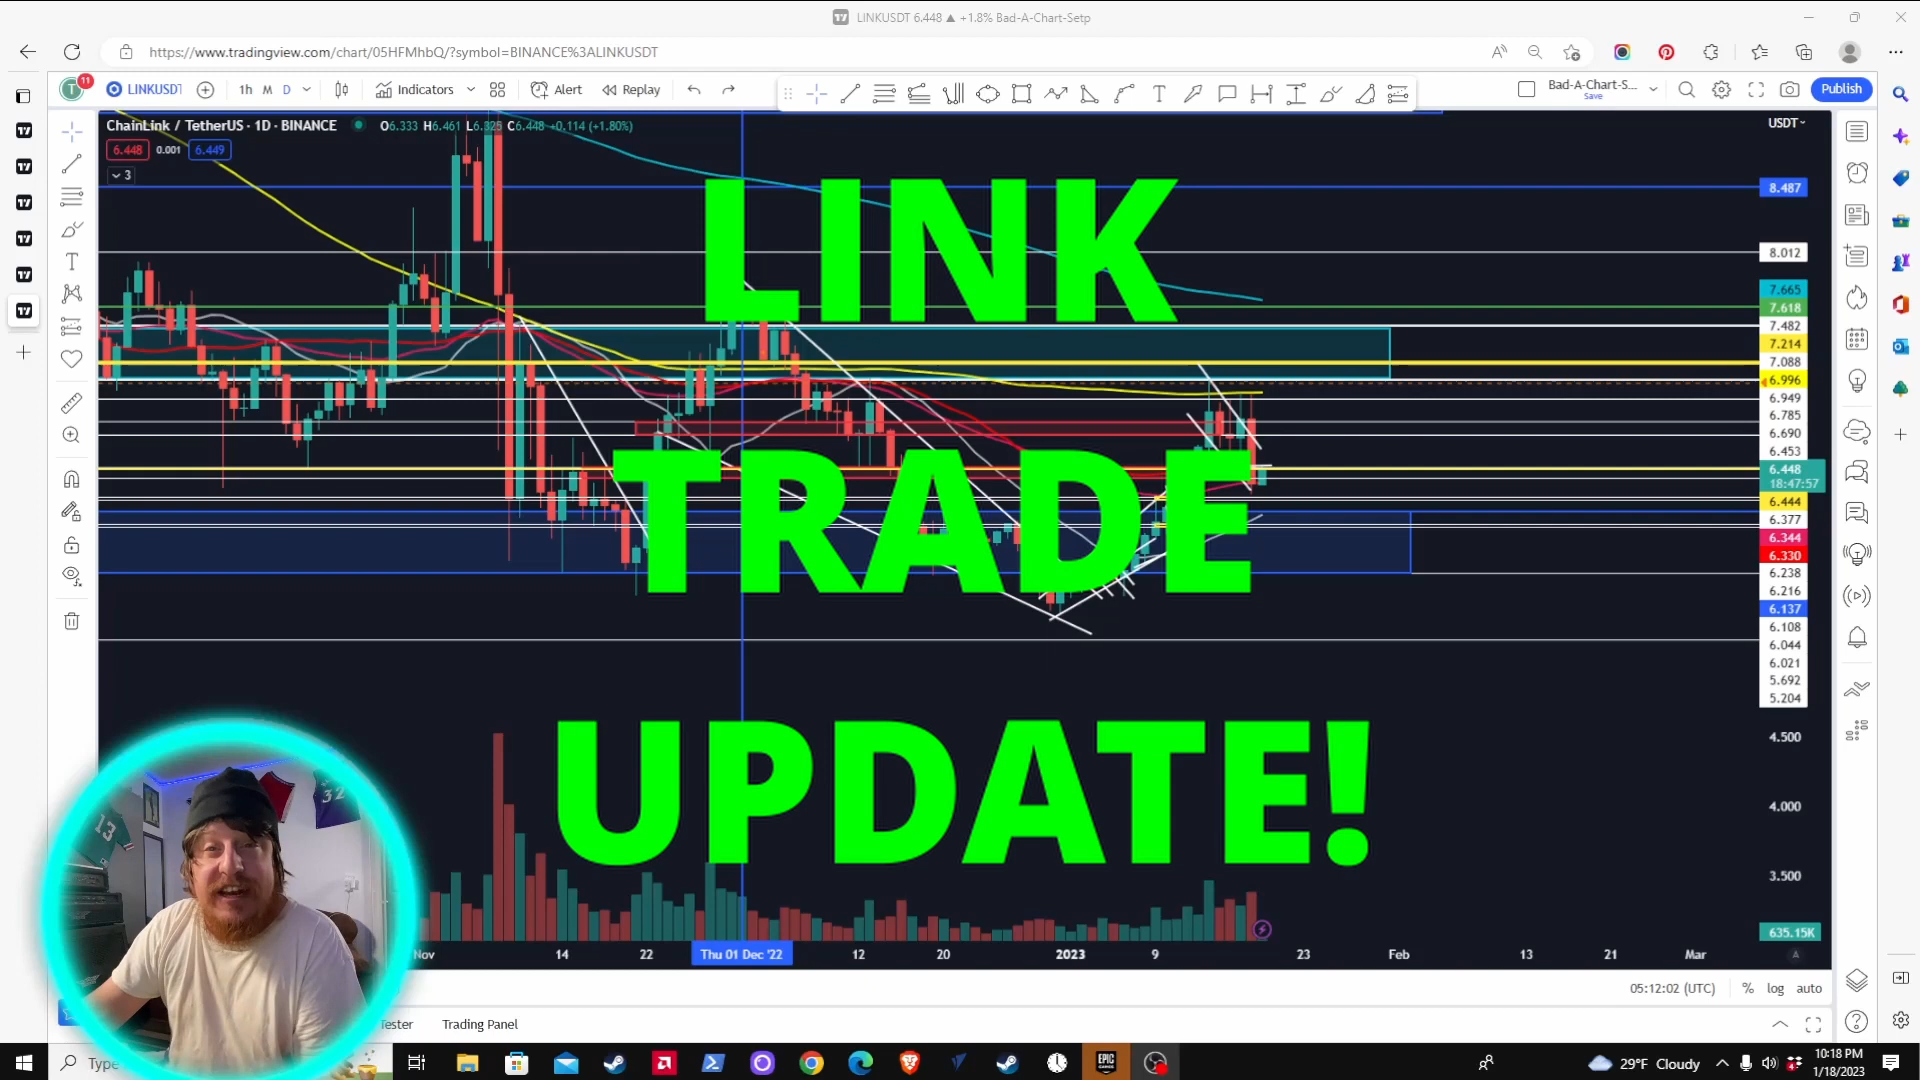 LINKUSDT 6.448 ▲ +1.8% Bad-A-Chart-Setp
https://www.tradingview.com/chart/05HFMhbQ/?symbol=BINANCE%3ALINKUSDT
11
LINKUSDT
1h M D
Indicators
Alert
Replay
Bad-A-Chart-S...
Save
Publish
ChainLink / TetherUS · 1D · BINANCE
O6.333 H6.461 L6.325 C6.448 +0.114 (+1.80%)
USDT
6.448 0.001 6.449
3
LINK
TRADE
UPDATE!
8.487
8.012
7.665
7.618
7.482
7.214
7.088
6.996
6.949
6.785
6.690
6.453
6.448
18:47:57
6.444
6.377
6.344
6.330
6.238
6.216
6.137
6.108
6.044
6.021
5.692
5.204
4.500
4.000
3.500
635.15K
13
32
Nov 14 22 Thu 01 Dec '22 12 20 2023 9 23 Feb 13 21 Mar
A
05:12:02 (UTC) % log auto
Tester Trading Panel
Type
EPIC GAMES
29°F Cloudy
10:18 PM
1/18/2023